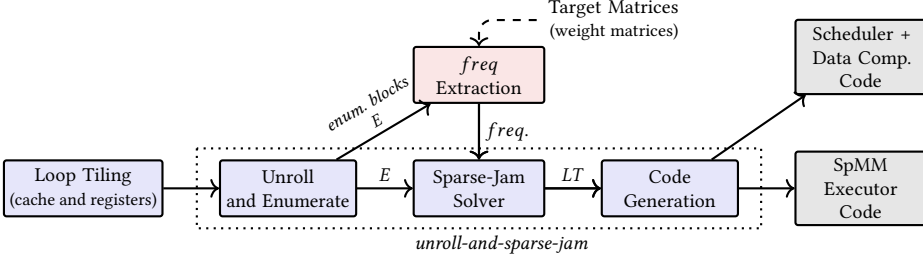 Target Matrices
(weight matrices)
Scheduler +
Data Comp.
Code
freq
Extraction
enum. blocks
E
freq.
Loop Tiling
(cache and registers)
Unroll
and Enumerate
E
Sparse-Jam
Solver
LT
Code
Generation
SpMM
Executor
Code
unroll-and-sparse-jam